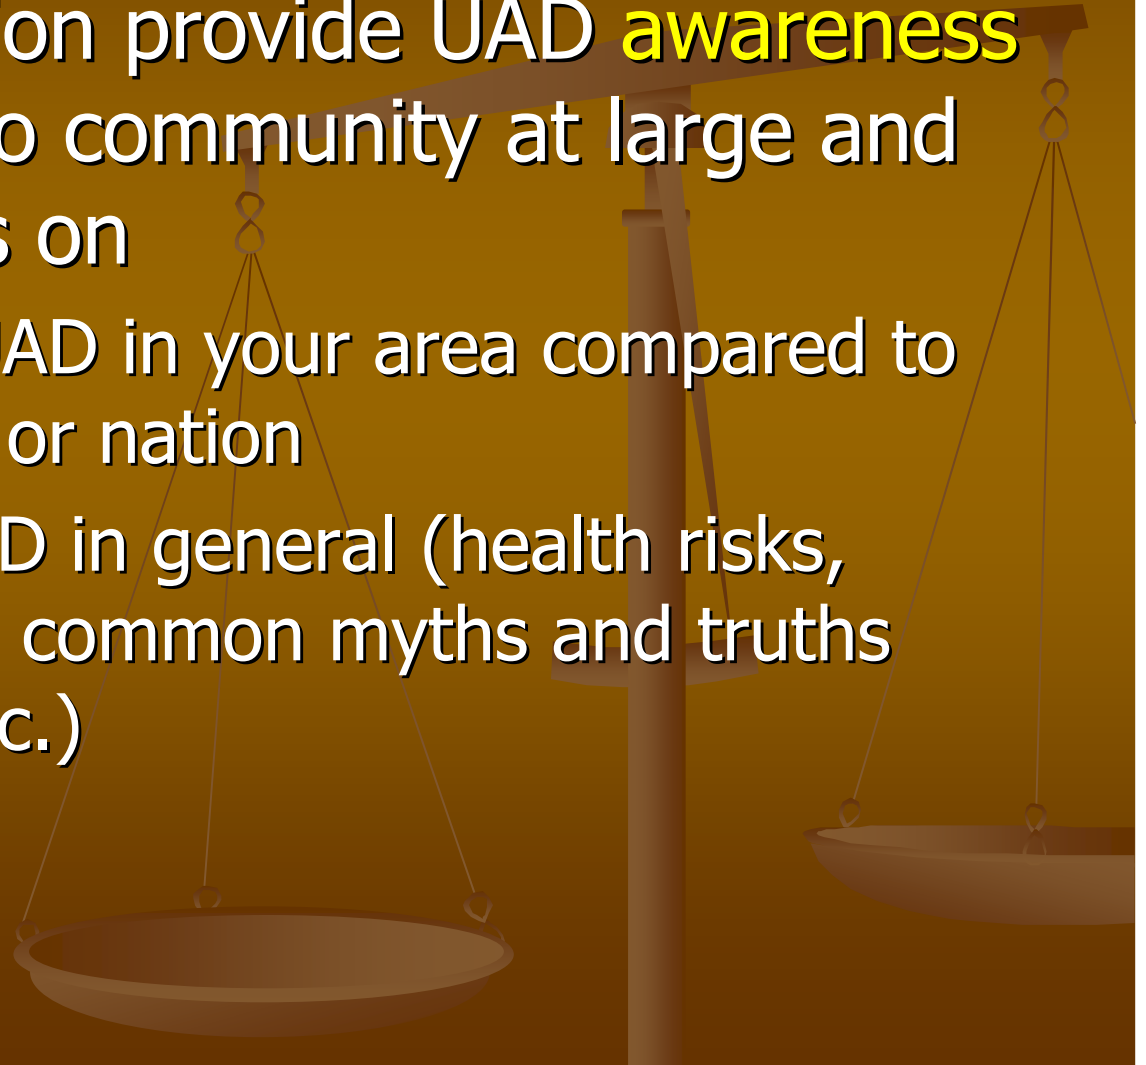 on provide UAD awareness
o community at large and
s on
AD in your area compared to
or nation
D in general (health risks,
common myths and truths
c.)